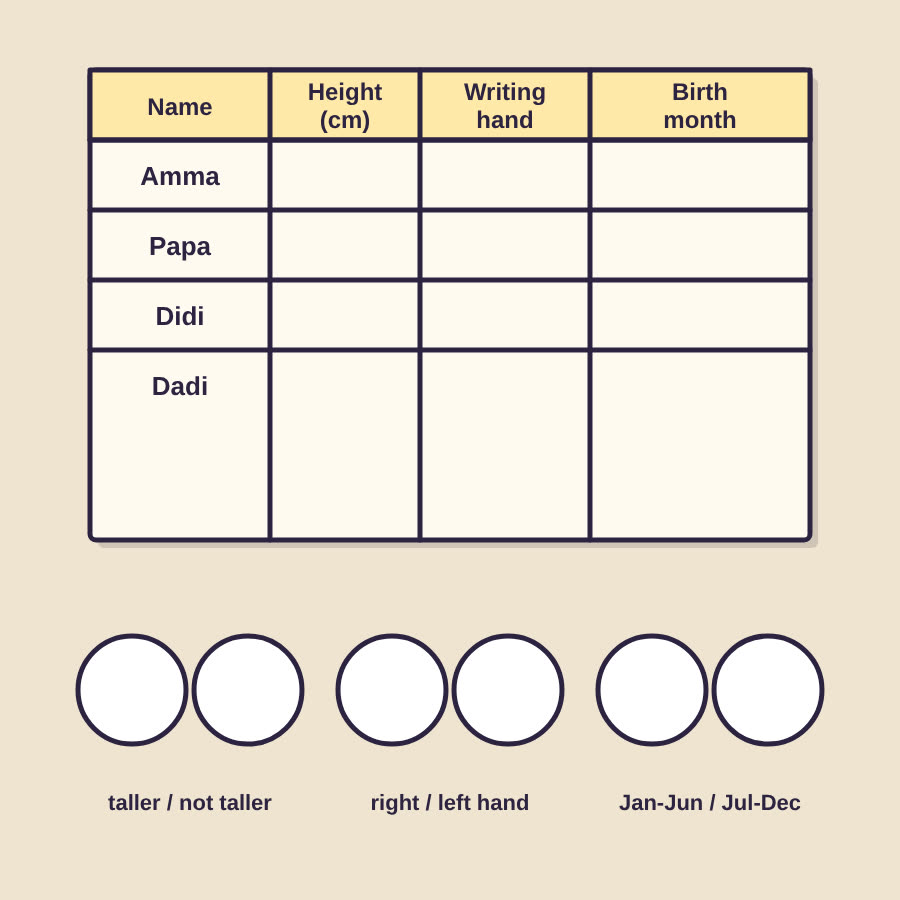 Name
Height
(cm)
Writing
hand
Birth
month
Amma
Papa
Didi
Dadi
taller / not taller
right / left hand
Jan-Jun / Jul-Dec